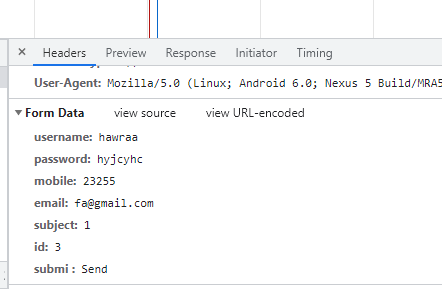 × Headers Preview Response Initiator Timing
User-Agent: Mozilla/5.0 (Linux; Android 6.0; Nexus 5 Build/MRA5
▼ Form Data view source view URL-encoded
username: hawraa
password: hyjcyhc
mobile: 23255
email: fa@gmail.com
subject: 1
id: 3
submi : Send